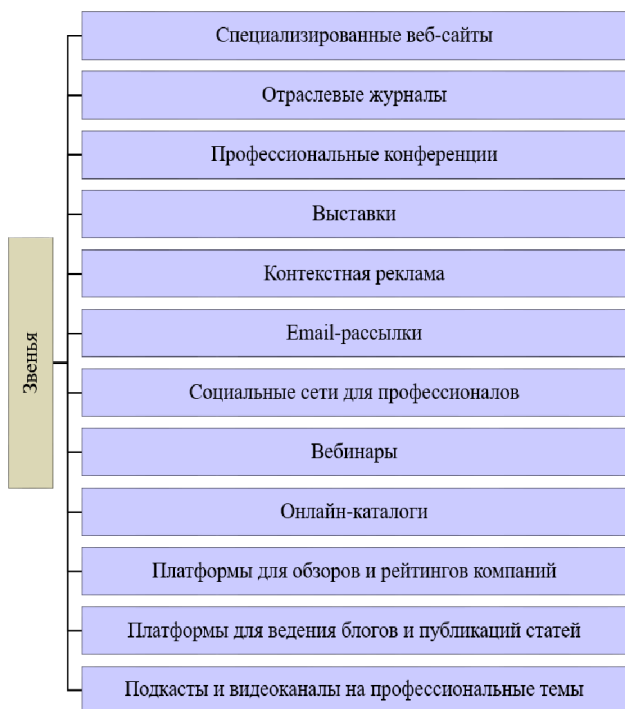 Специализированные веб-сайты
Отраслевые журналы
Профессиональные конференции
Выставки
Контекстная реклама
Email-рассылки
Социальные сети для профессионалов
Вебинары
Онлайн-каталоги
Платформы для обзоров и рейтингов компаний
Платформы для ведения блогов и публикаций статей
Подкасты и видеоканалы на профессиональные темы
Звенья